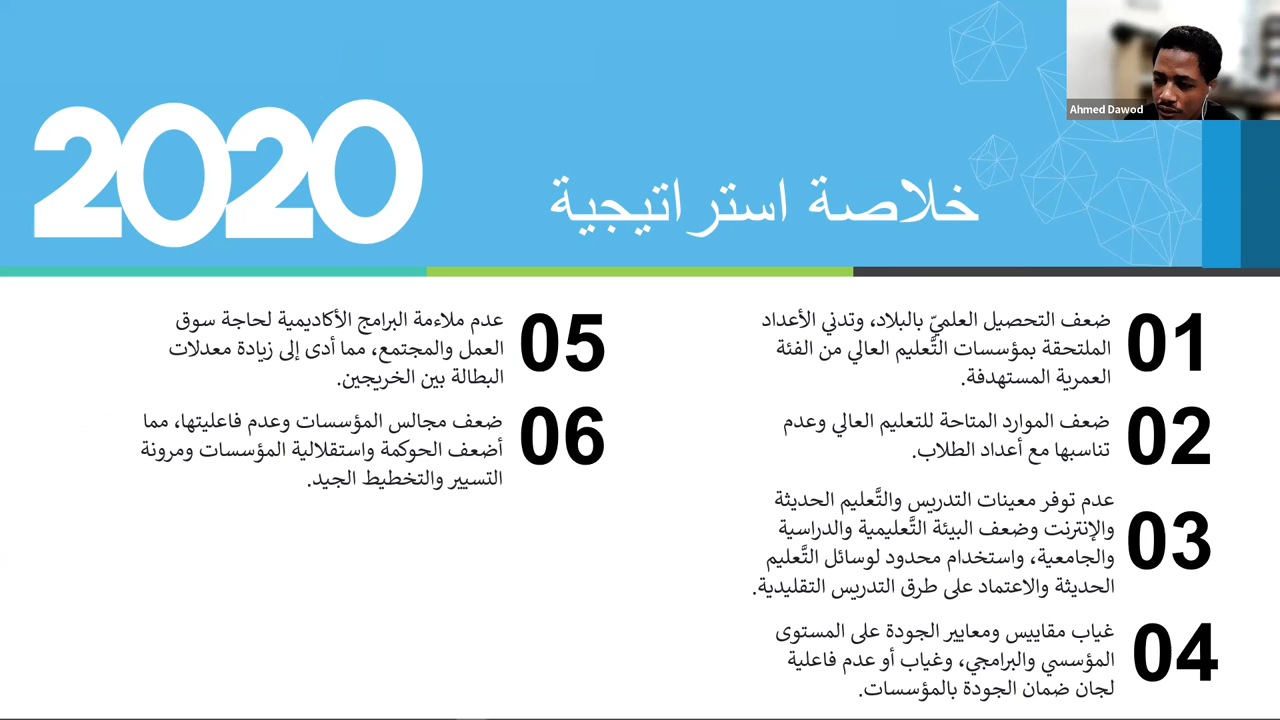 Ahmed Dawod
2020
خلاصة استراتيجية
01
ضعف التحصيل العلميّ بالبلاد، وتدني الأعداد
الملتحقة بمؤسسات التَّعليم العالي من الفئة
العمرية المستهدفة.
02
ضعف الموارد المتاحة للتعليم العالي وعدم
تناسبها مع أعداد الطلاب.
03
عدم توفر معينات التدريس والتَّعليم الحديثة
والإنترنت وضعف البيئة التَّعليمية والدراسية
والجامعية، واستخدام محدود لوسائل التَّعليم
الحديثة والاعتماد على طرق التدريس التقليدية.
04
غياب مقاييس ومعايير الجودة على المستوى
المؤسسي والبرامجي، وغياب أو عدم فاعلية
لجان ضمان الجودة بالمؤسسات.
05
عدم ملاءمة البرامج الأكاديمية لحاجة سوق
العمل والمجتمع، مما أدى إلى زيادة معدلات
البطالة بين الخريجين.
06
ضعف مجالس المؤسسات وعدم فاعليتها، مما
أضعف الحوكمة واستقلالية المؤسسات ومرونة
التسيير والتخطيط الجيد.